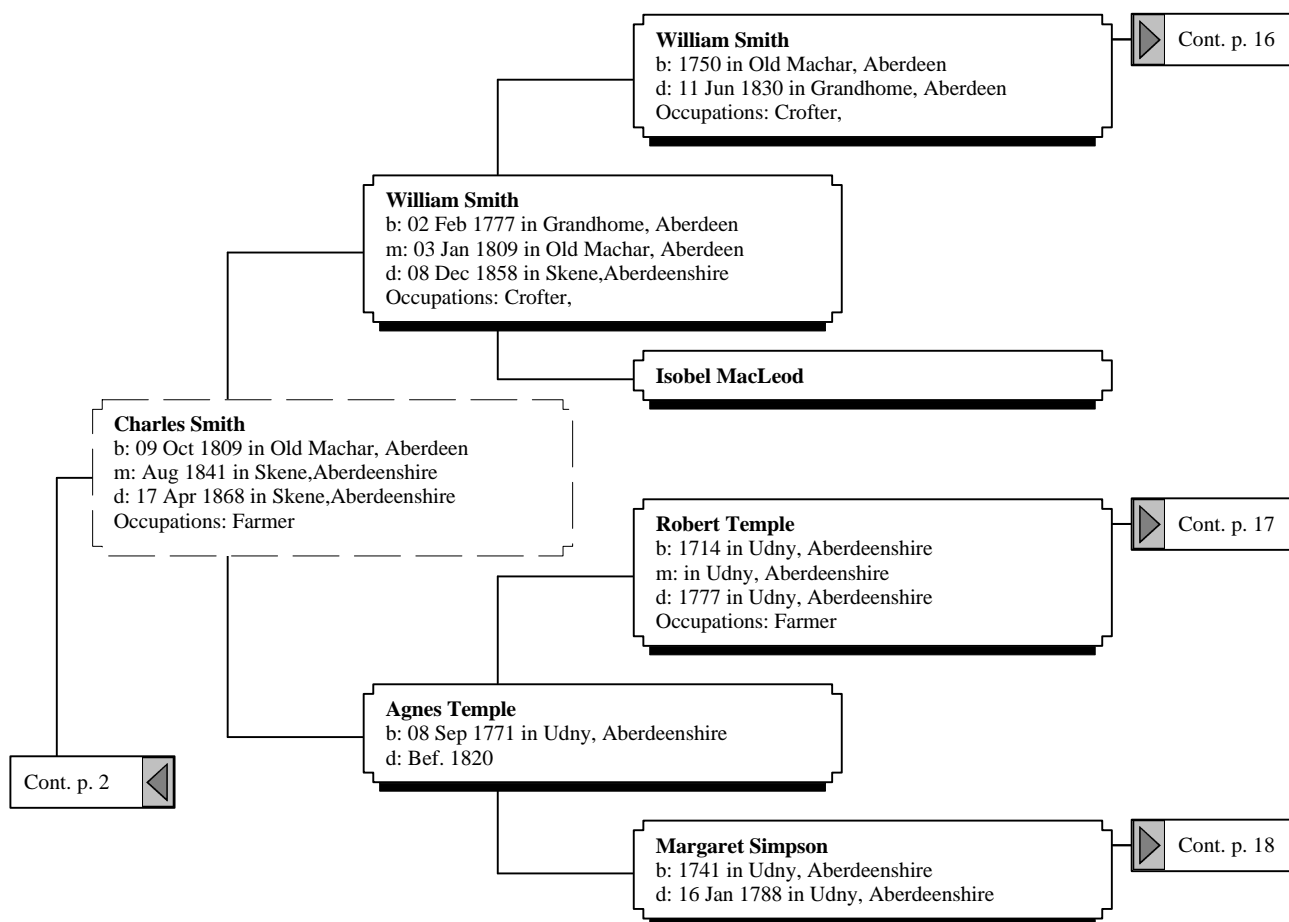 William Smith
b: 1750 in Old Machar, Aberdeen
d: 11 Jun 1830 in Grandhome, Aberdeen
Occupations: Crofter,
Cont. p. 16
William Smith
b: 02 Feb 1777 in Grandhome, Aberdeen
m: 03 Jan 1809 in Old Machar, Aberdeen
d: 08 Dec 1858 in Skene,Aberdeenshire
Occupations: Crofter,
Isobel MacLeod
Charles Smith
b: 09 Oct 1809 in Old Machar, Aberdeen
m: Aug 1841 in Skene,Aberdeenshire
d: 17 Apr 1868 in Skene,Aberdeenshire
Occupations: Farmer
Robert Temple
b: 1714 in Udny, Aberdeenshire
m: in Udny, Aberdeenshire
d: 1777 in Udny, Aberdeenshire
Occupations: Farmer
Cont. p. 17
Agnes Temple
b: 08 Sep 1771 in Udny, Aberdeenshire
d: Bef. 1820
Cont. p. 2
Margaret Simpson
b: 1741 in Udny, Aberdeenshire
d: 16 Jan 1788 in Udny, Aberdeenshire
Cont. p. 18